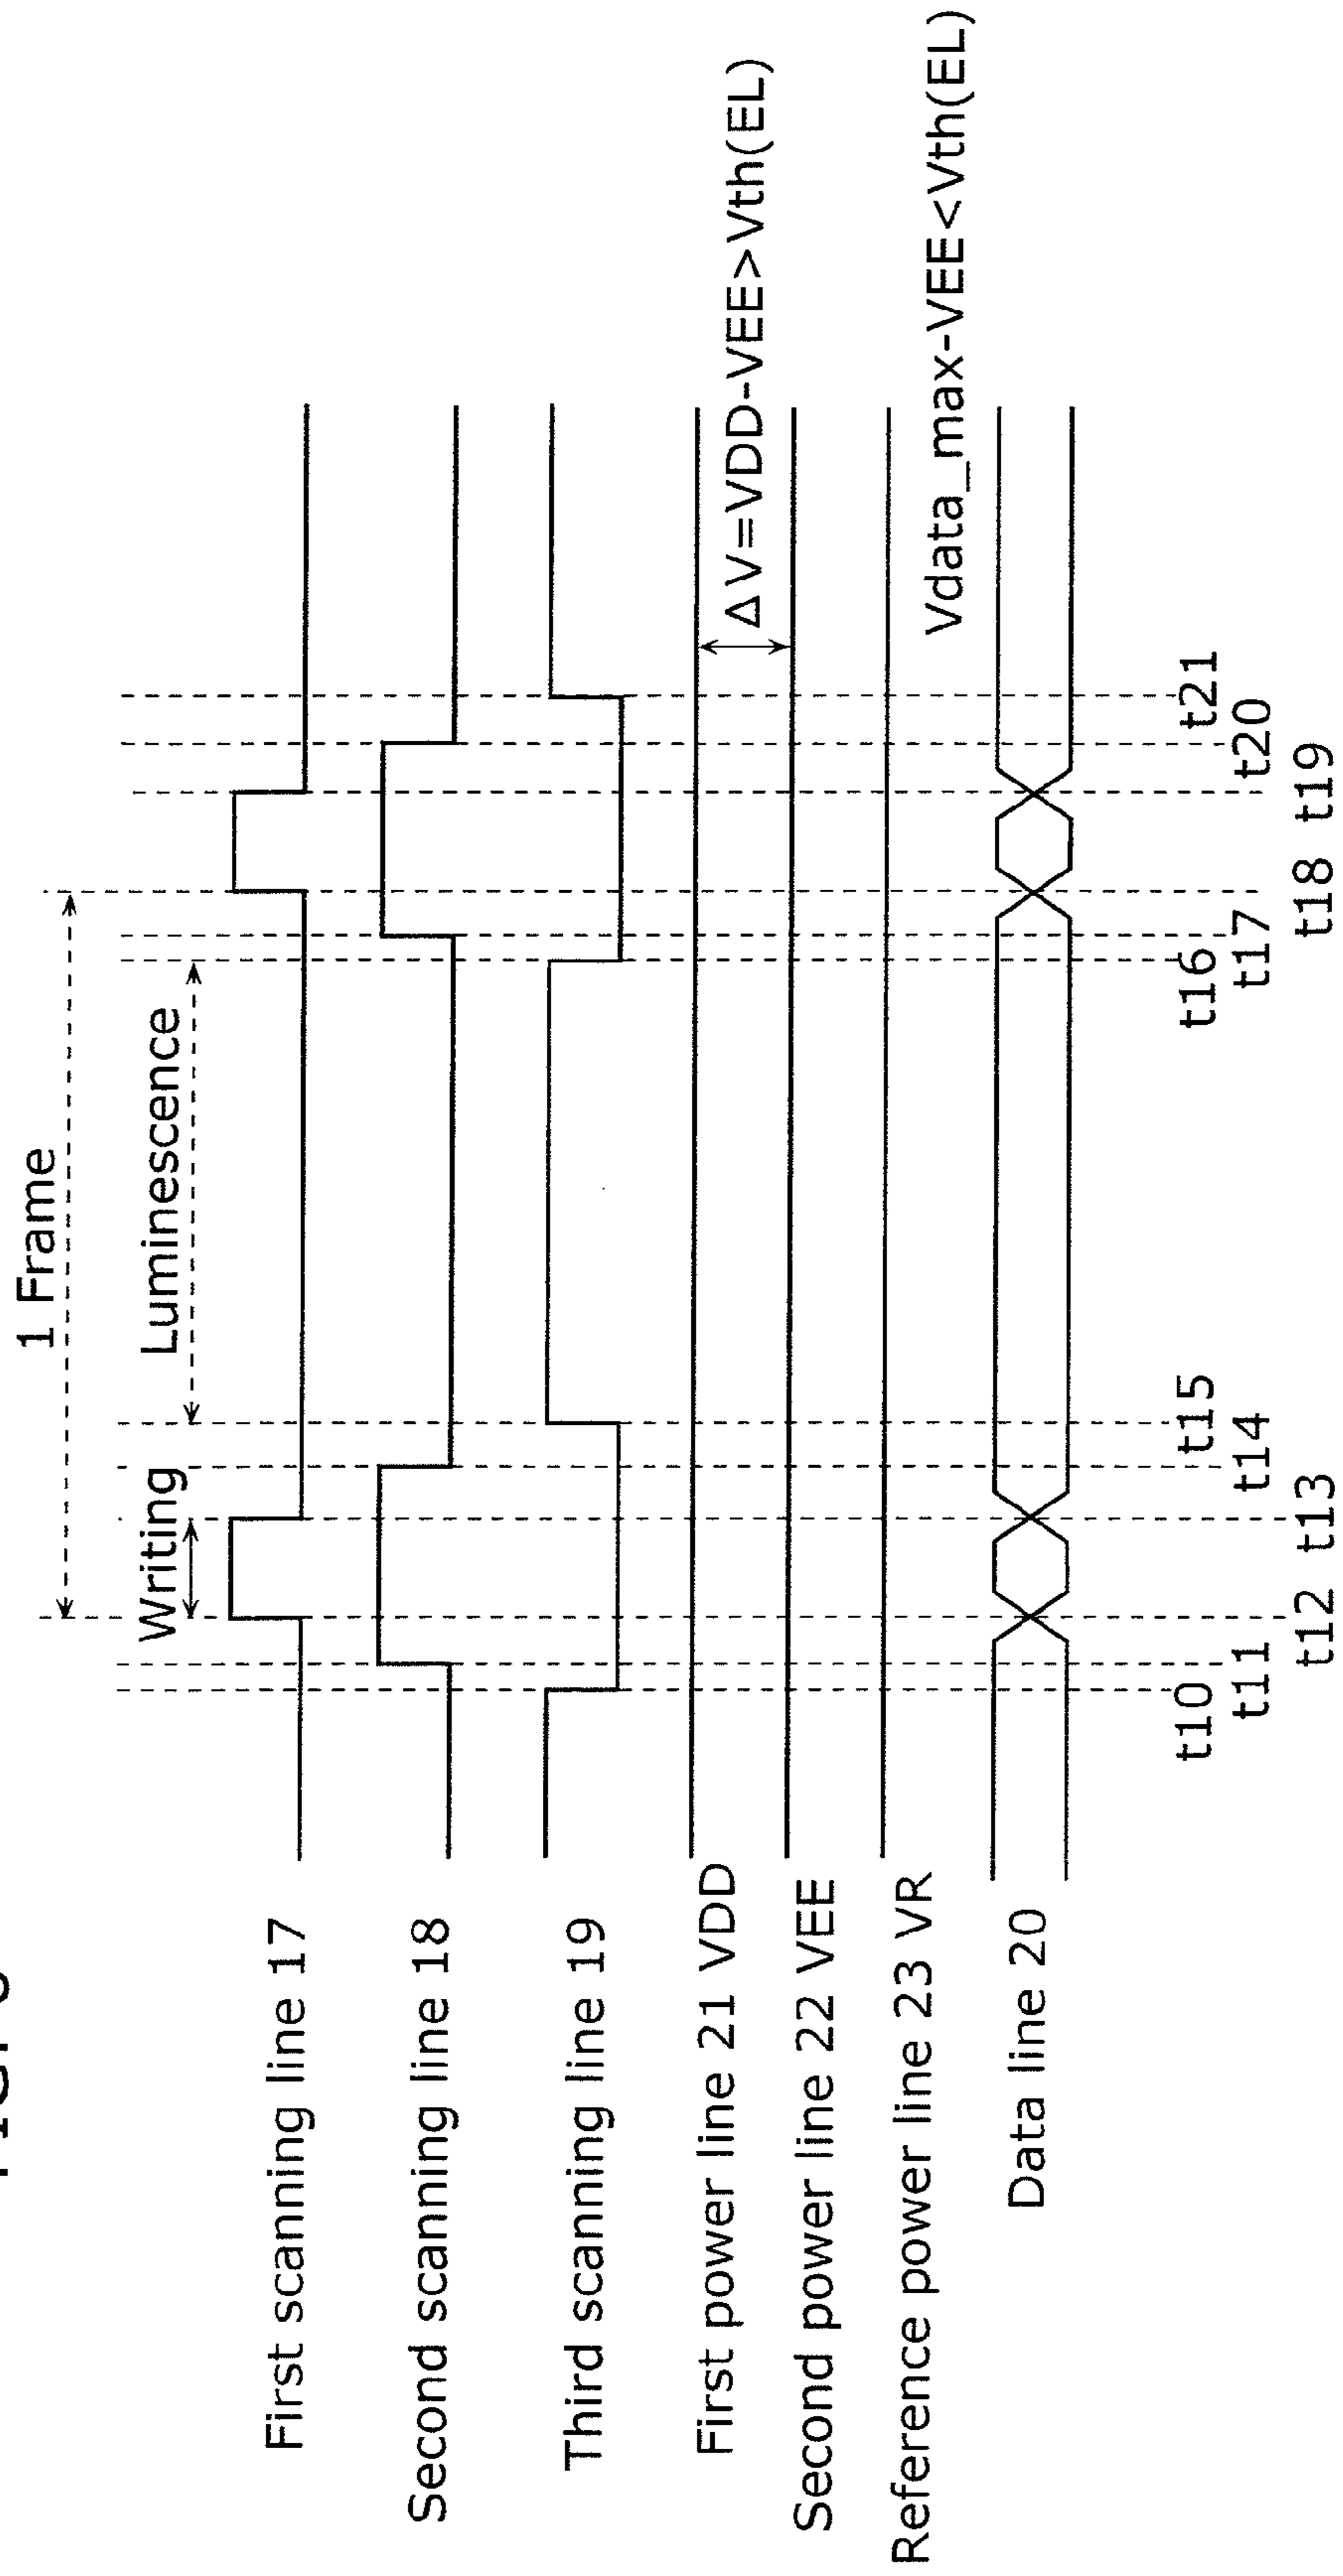 1 Frame
Writing
Luminescence
First scanning line 17
Second scanning line 18
Third scanning line 19
First power line 21 VDD
ΔV=VDD-VEE>Vth(EL)
Second power line 22 VEE
Reference power line 23 VR
Vdata_max-VEE<Vth(EL)
Data line 20
t10
t11
t12
t13
t14
t15
t16
t17
t18
t19
t20
t21